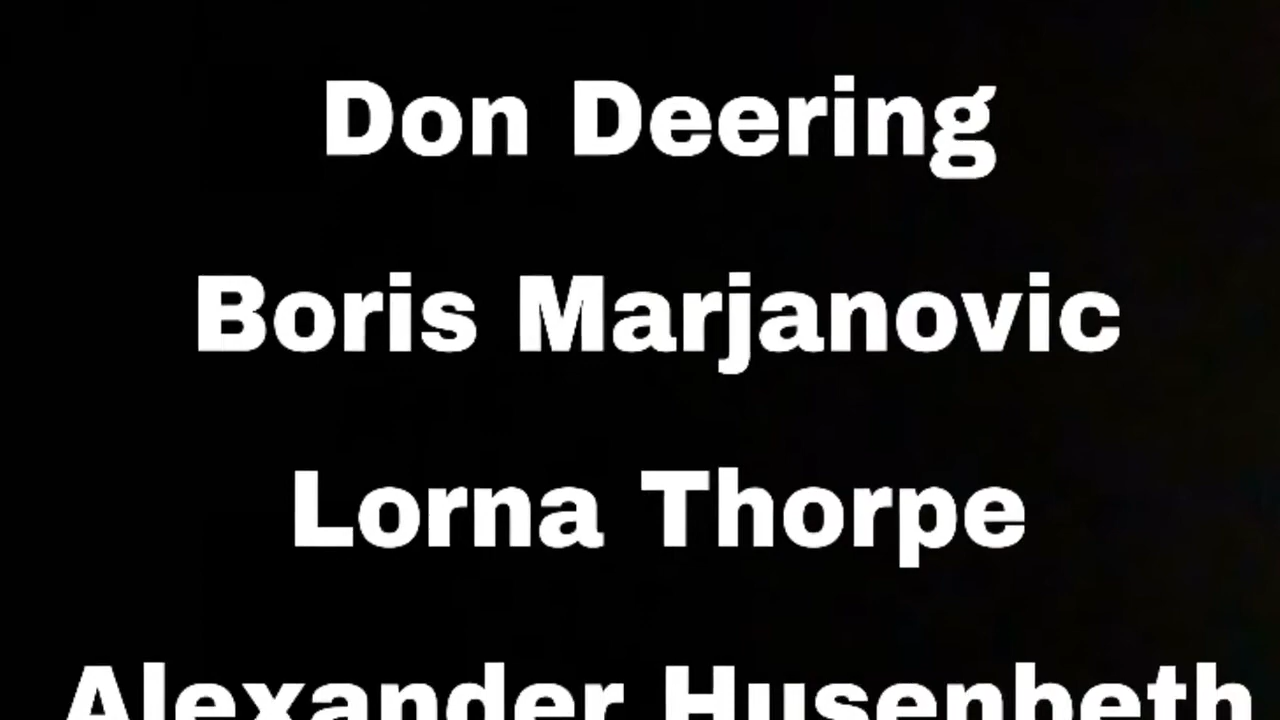 Don Deering
Boris Marjanovic
Lorna Thorpe
Alexander Husenbeth